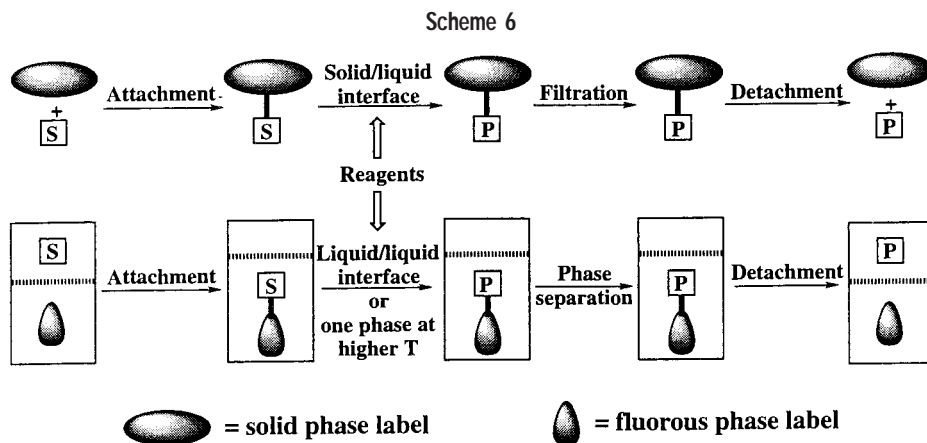 Scheme 6
Attachment
Solid/liquid
interface
Filtration
Detachment
+
S
S
P
P
+
P
Reagents
S
Attachment
S
Liquid/liquid
interface
or
one phase at
higher T
P
Phase
separation
P
Detachment
P
= solid phase label
= fluorous phase label